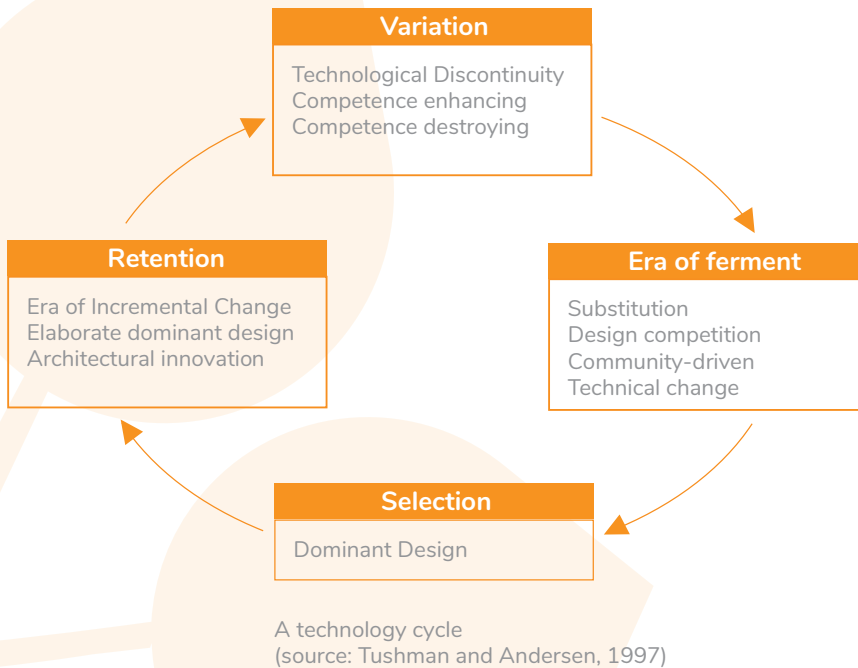 Variation
Technological Discontinuity
Competence enhancing
Competence destroying
Retention
Era of Incremental Change
Elaborate dominant design
Architectural innovation
Era of ferment
Substitution
Design competition
Community-driven
Technical change
Selection
Dominant Design
A technology cycle
(source: Tushman and Andersen, 1997)